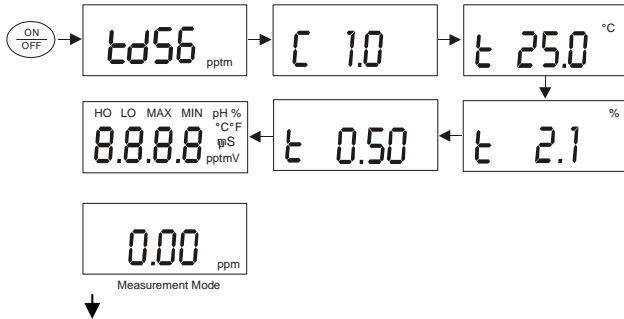 ON
OFF
tdS6
pptm
C 1.0
t 25.0 °C
t 2.1 %
t 0.50
HO LO MAX MIN pH %
°C°F
8.8.8.8
pptmV
0.00
ppm
Measurement Mode